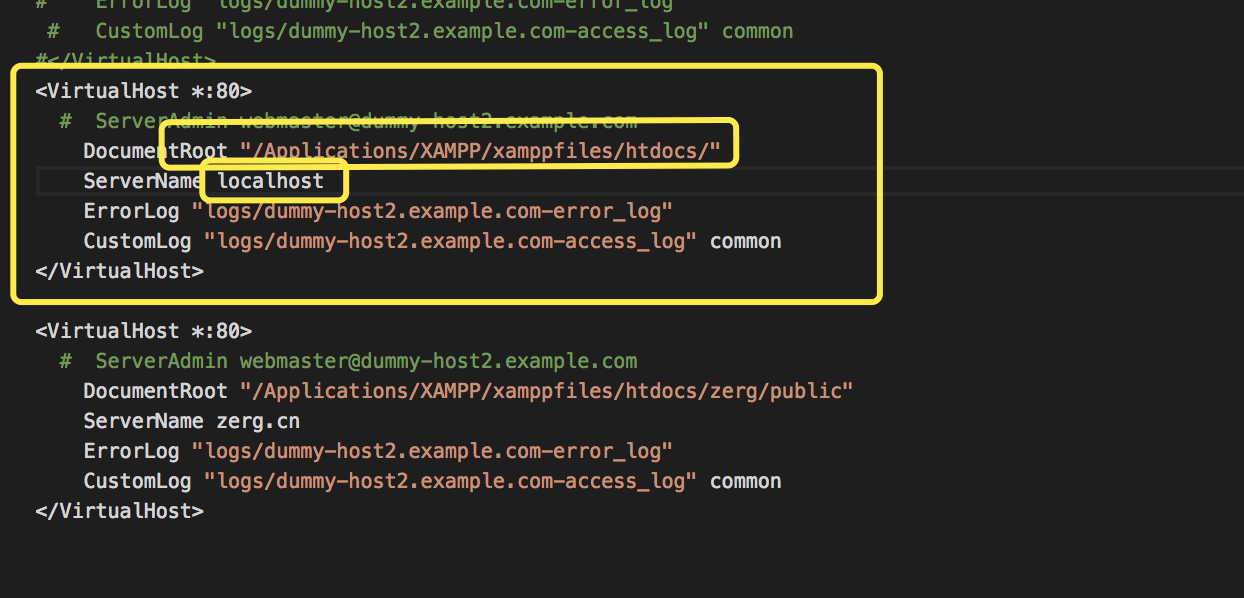 #    ErrorLog "logs/dummy-host2.example.com-error_log"
#   CustomLog "logs/dummy-host2.example.com-access_log" common
#</VirtualHost>
<VirtualHost *:80>
#  ServerAdmin webmaster@dummy-host2.example.com
DocumentRoot "/Applications/XAMPP/xamppfiles/htdocs/"
ServerName localhost
ErrorLog "logs/dummy-host2.example.com-error_log"
CustomLog "logs/dummy-host2.example.com-access_log" common
</VirtualHost>
<VirtualHost *:80>
#  ServerAdmin webmaster@dummy-host2.example.com
DocumentRoot "/Applications/XAMPP/xamppfiles/htdocs/zerg/public"
ServerName zerg.cn
ErrorLog "logs/dummy-host2.example.com-error_log"
CustomLog "logs/dummy-host2.example.com-access_log" common
</VirtualHost>